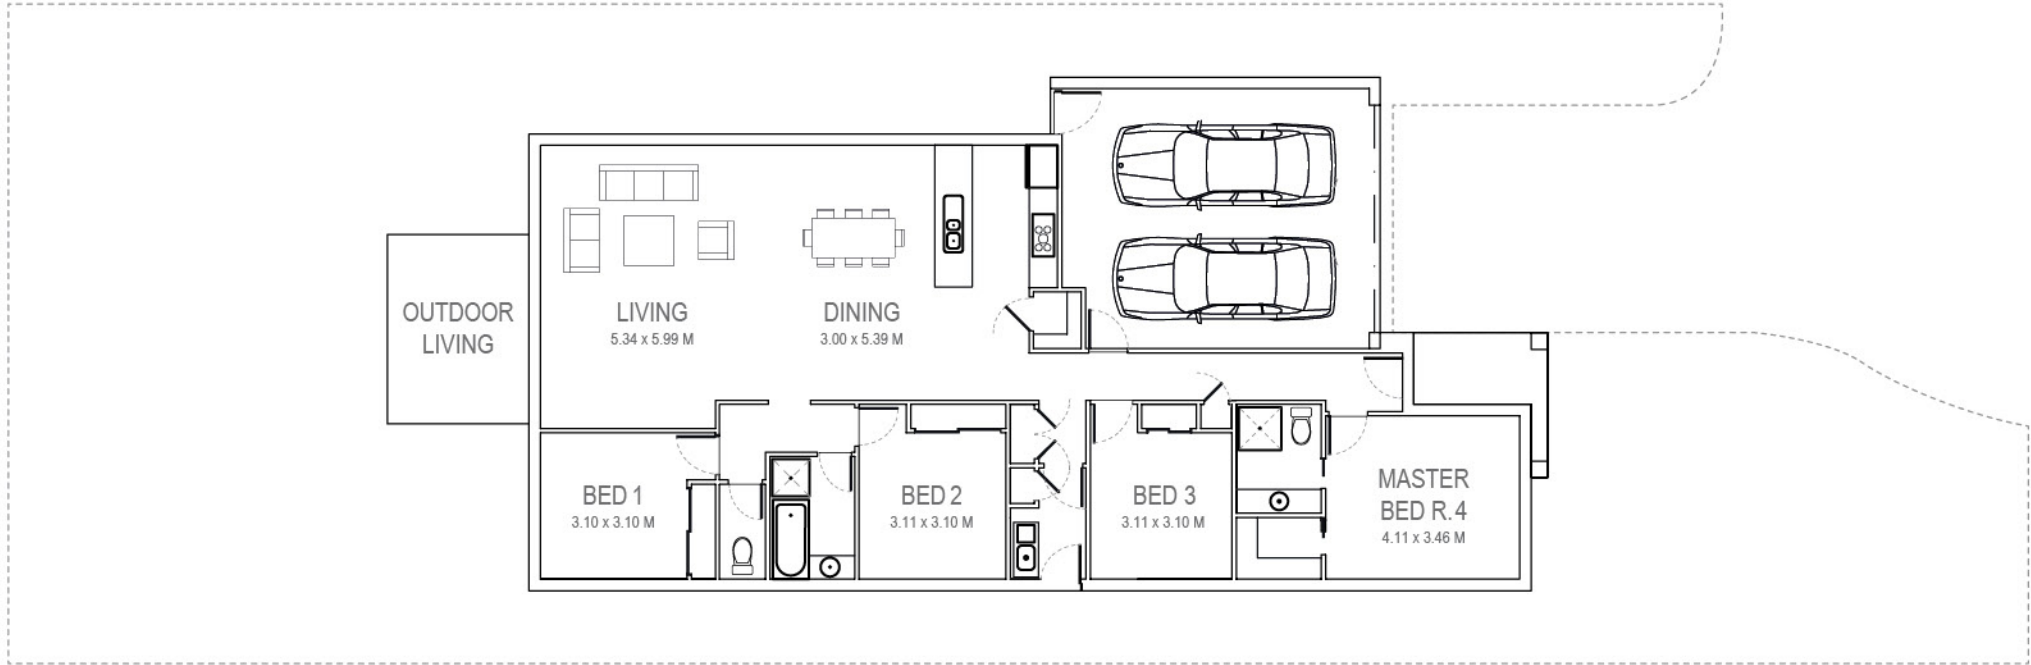 OUTDOOR
LIVING
LIVING
5.34 x 5.99 M
DINING
3.00 x 5.39 M
BED 1
3.10 x 3.10 M
BED 2
3.11 x 3.10 M
BED 3
3.11 x 3.10 M
MASTER
BED R.4
4.11 x 3.46 M